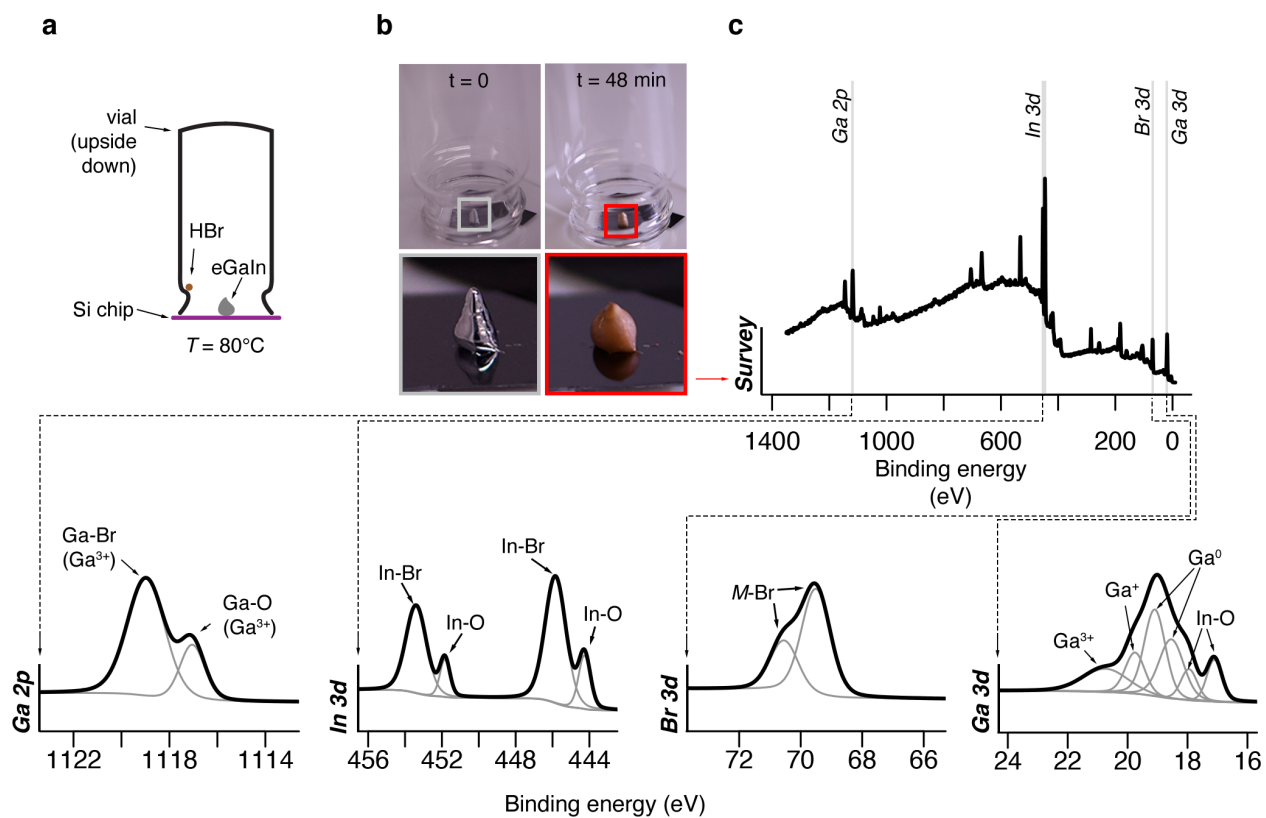 a
vial
(upside
down)
HBr
eGaIn
Si chip
T = 80°C
b
t = 0
t = 48 min
c
Ga 2p
In 3d
Br 3d
Ga 3d
Survey
1400
1000
600
200
0
Binding energy
(eV)
Ga-Br
(Ga³⁺)
Ga-O
(Ga³⁺)
Ga 2p
1122
1118
1114
In-Br
In-O
In-Br
In-O
In 3d
456
452
448
444
M-Br
Br 3d
72
70
68
66
Ga³⁺
Ga⁺
Ga⁰
In-O
Ga 3d
24
22
20
18
16
Binding energy (eV)